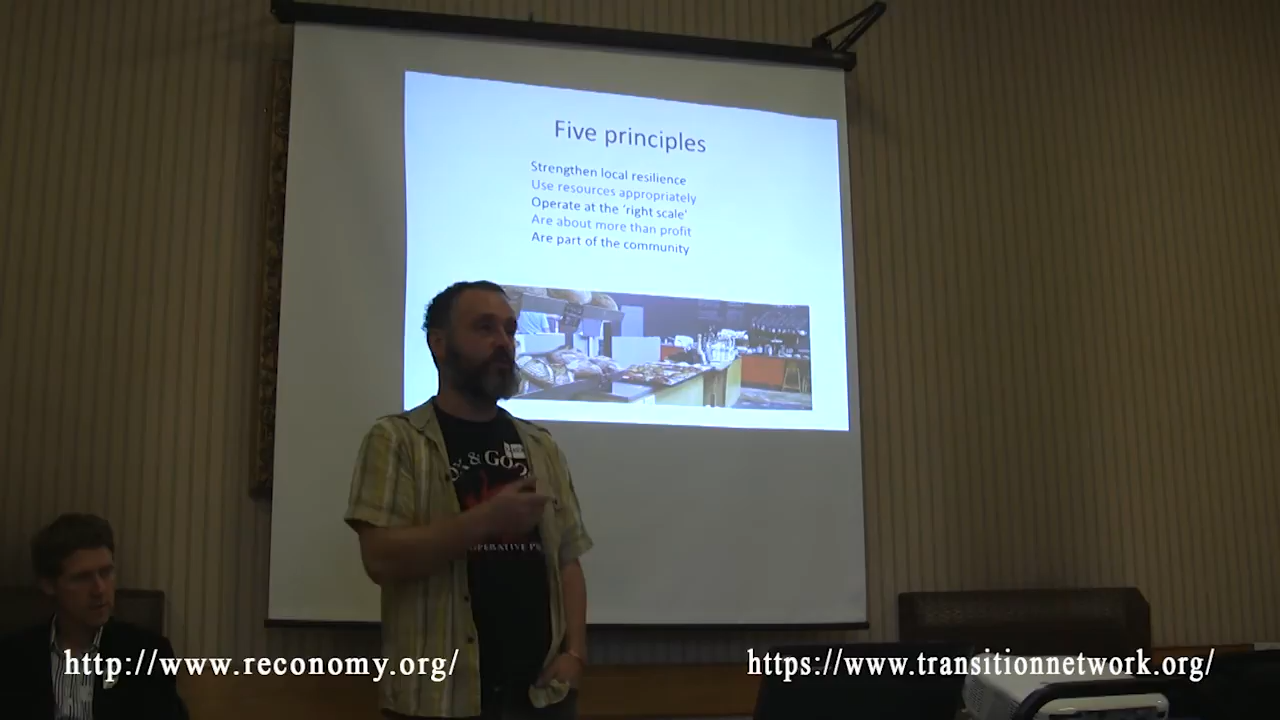 Five principles
Strengthen local resilience
Use resources appropriately
Operate at the 'right scale'
Are about more than profit
Are part of the community
http://www.reconomy.org/
https://www.transitionnetwork.org/